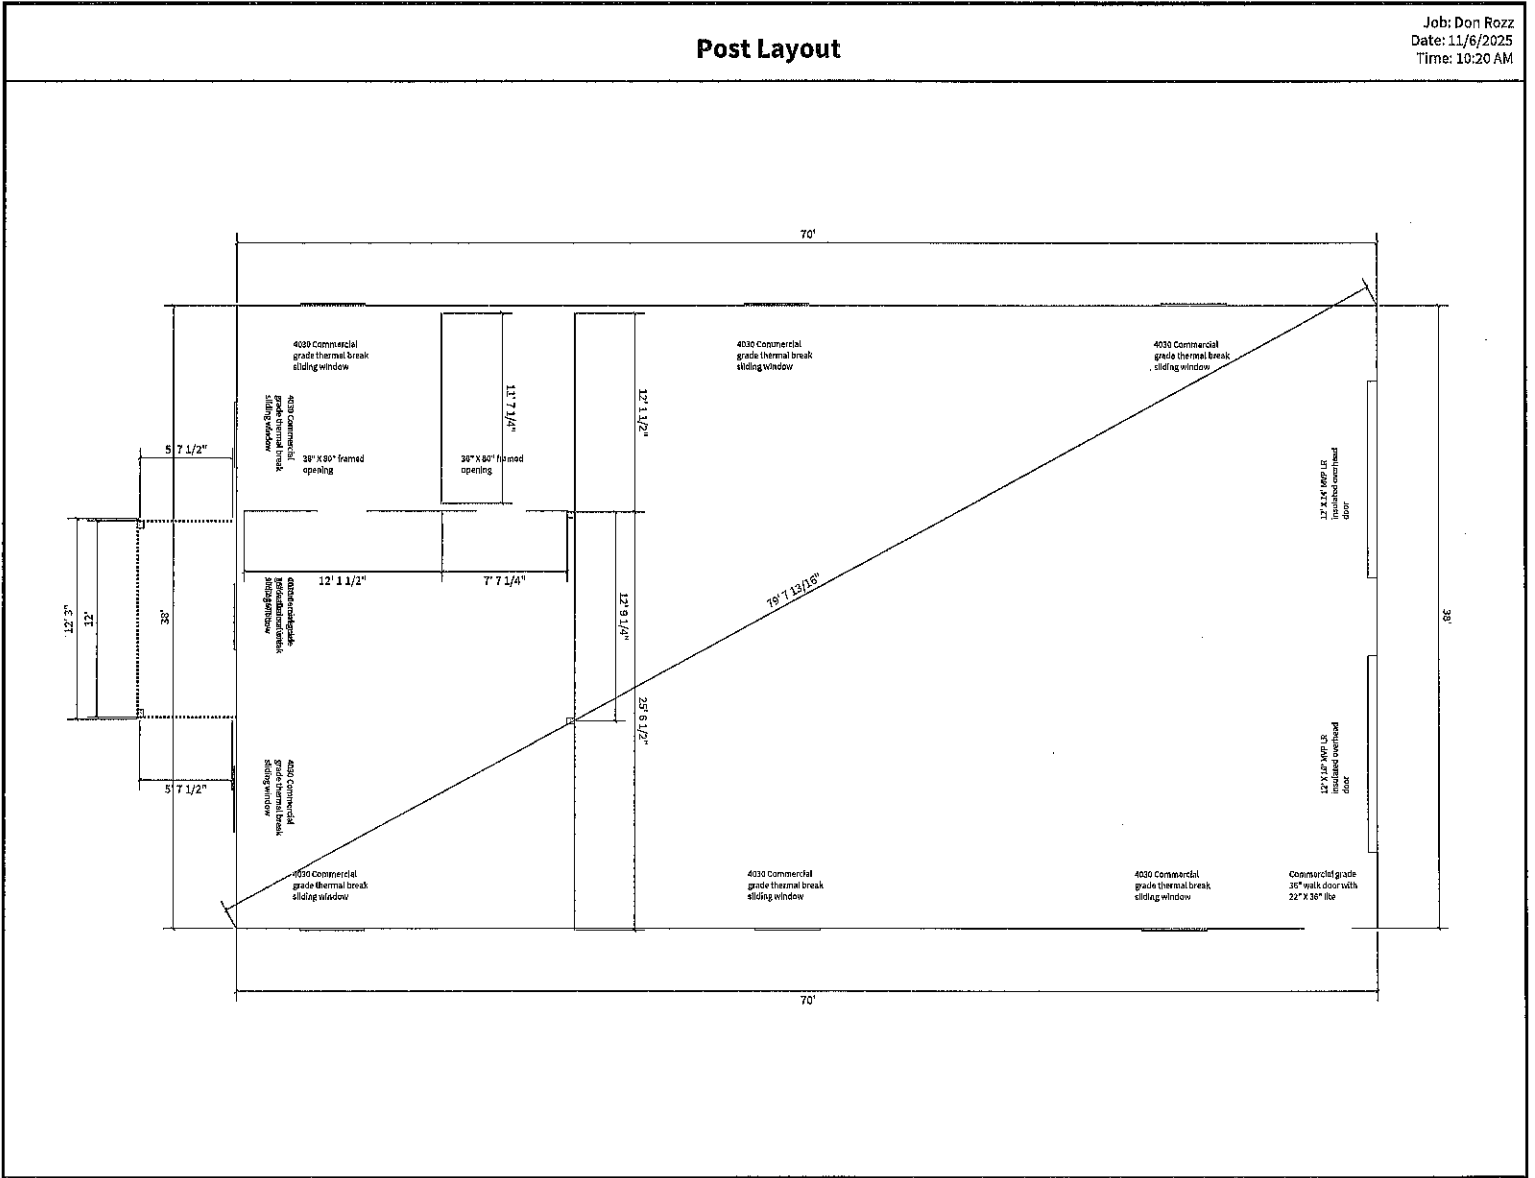 Post Layout
Job: Don Rozz
Date: 11/6/2025
Time: 10:20 AM
70'
4030 Commercial
grade thermal break
sliding window
4030 Commercial
grade thermal break
sliding window
4030 Commercial
grade thermal break
sliding window
4030 Commercial
grade thermal break
sliding window
11' 7 1/4"
12' 1 1/2"
5' 7 1/2"
36" X 80" framed
opening
36" X 80" framed
opening
12' X 14' MVP LR
insulated overhead
door
12' 1 1/2"
7' 7 1/4"
79' 7 13/16"
12' 3"
12'
38'
12' 9 1/4"
38'
25' 6 1/2"
5' 7 1/2"
4030 Commercial
grade thermal break
sliding window
MVP LR
insulated overhead
door
4030 Commercial
grade thermal break
sliding window
4030 Commercial
grade thermal break
sliding window
4030 Commercial
grade thermal break
sliding window
Commercial grade
36" walk door with
22" X 36" lite
70'